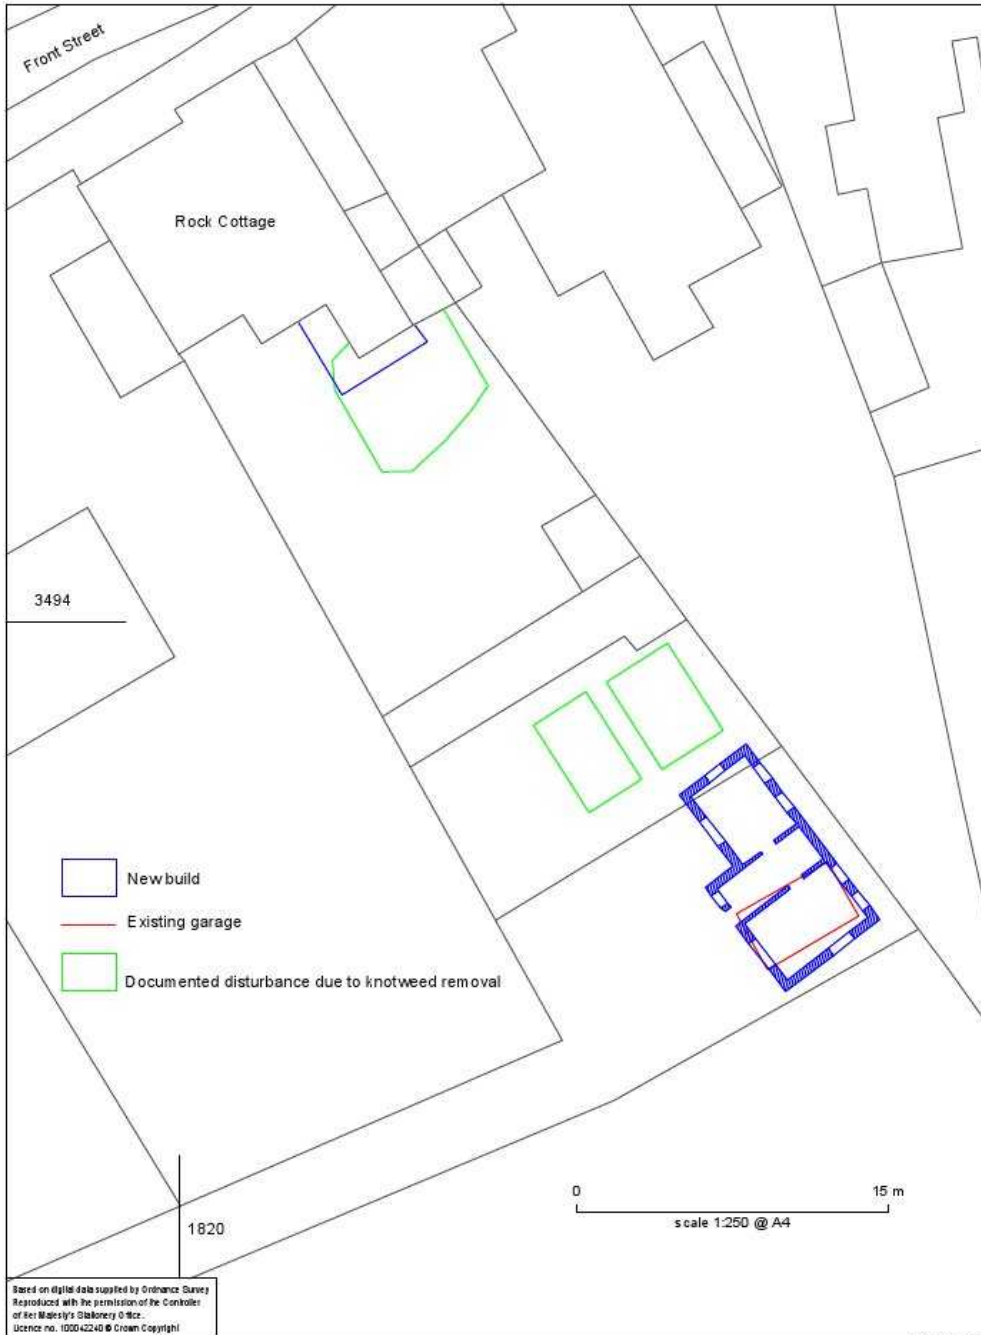 Front Street
Rock Cottage
3494
New build
Existing garage
Documented disturbance due to knotweed removal
0 15 m
scale 1:250 @ A4
1820
Based on digital data supplied by Ordnance Survey
Reproduced with the permission of the Controller
of Her Majesty's Stationery Office.
Licence no. 100042240 © Crown Copyright